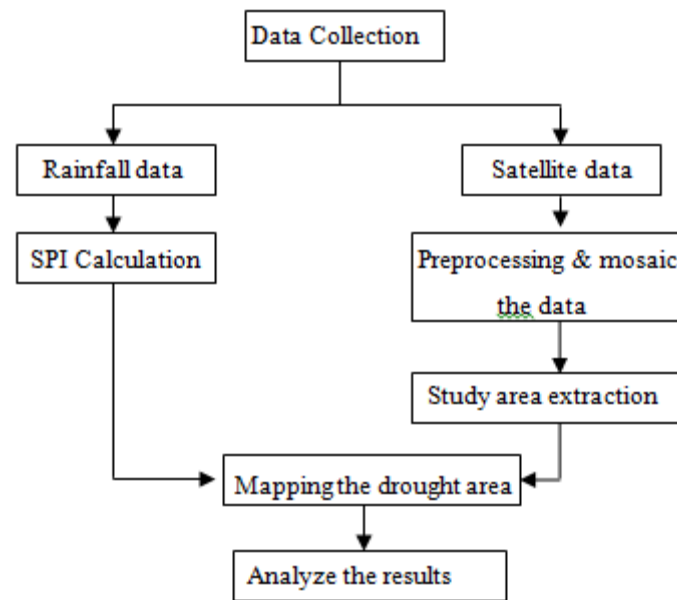 Data Collection
Rainfall data
Satellite data
SPI Calculation
Preprocessing & mosaic
the data
Study area extraction
Mapping the drought area
Analyze the results